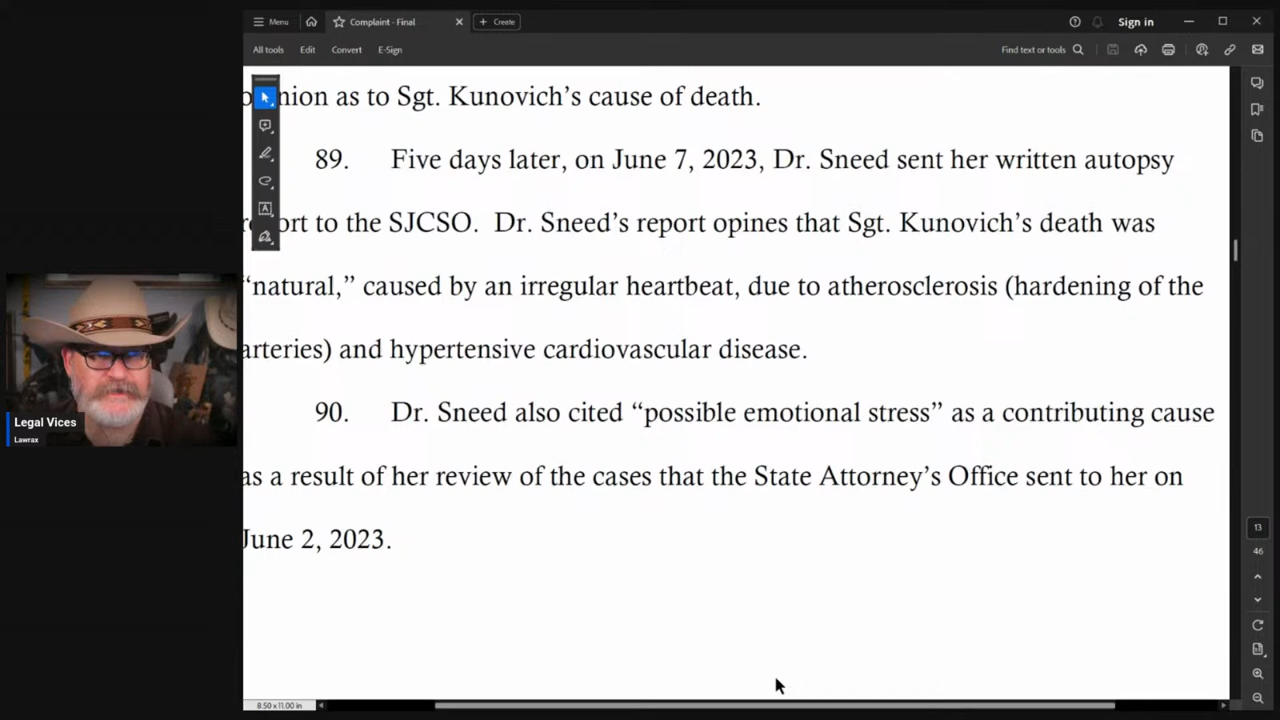 Menu
Complaint - Final
Create
Sign in
All tools
Edit
Convert
E-Sign
Find text or tools
as to Sgt. Kunovich’s cause of death.
89. Five days later, on June 7, 2023, Dr. Sneed sent her written autopsy
to the SJCSO. Dr. Sneed’s report opines that Sgt. Kunovich’s death was
“natural,” caused by an irregular heartbeat, due to atherosclerosis (hardening of the
arteries) and hypertensive cardiovascular disease.
90. Dr. Sneed also cited “possible emotional stress” as a contributing cause
as a result of her review of the cases that the State Attorney’s Office sent to her on
June 2, 2023.
Legal Vices
Lawrax
13
46
8.50 x 11.00 in